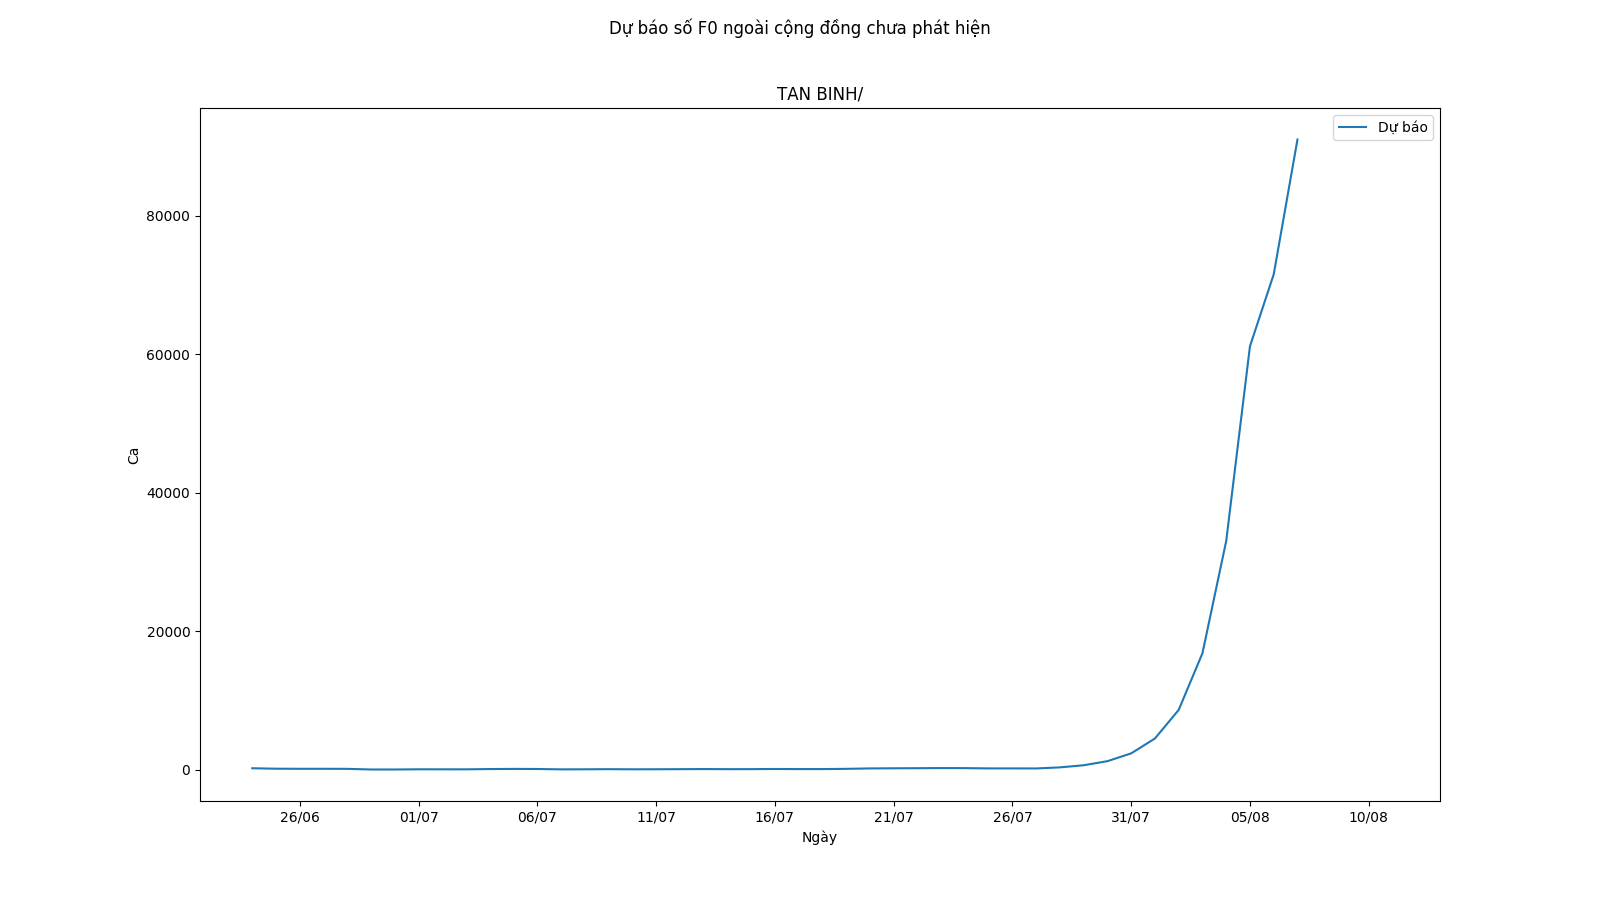 Dự báo số F0 ngoài cộng đồng chưa phát hiện
TAN BINH/
Dự báo
80000
60000
40000
20000
0
Ca
26/06 01/07 06/07 11/07 16/07 21/07 26/07 31/07 05/08 10/08
Ngày